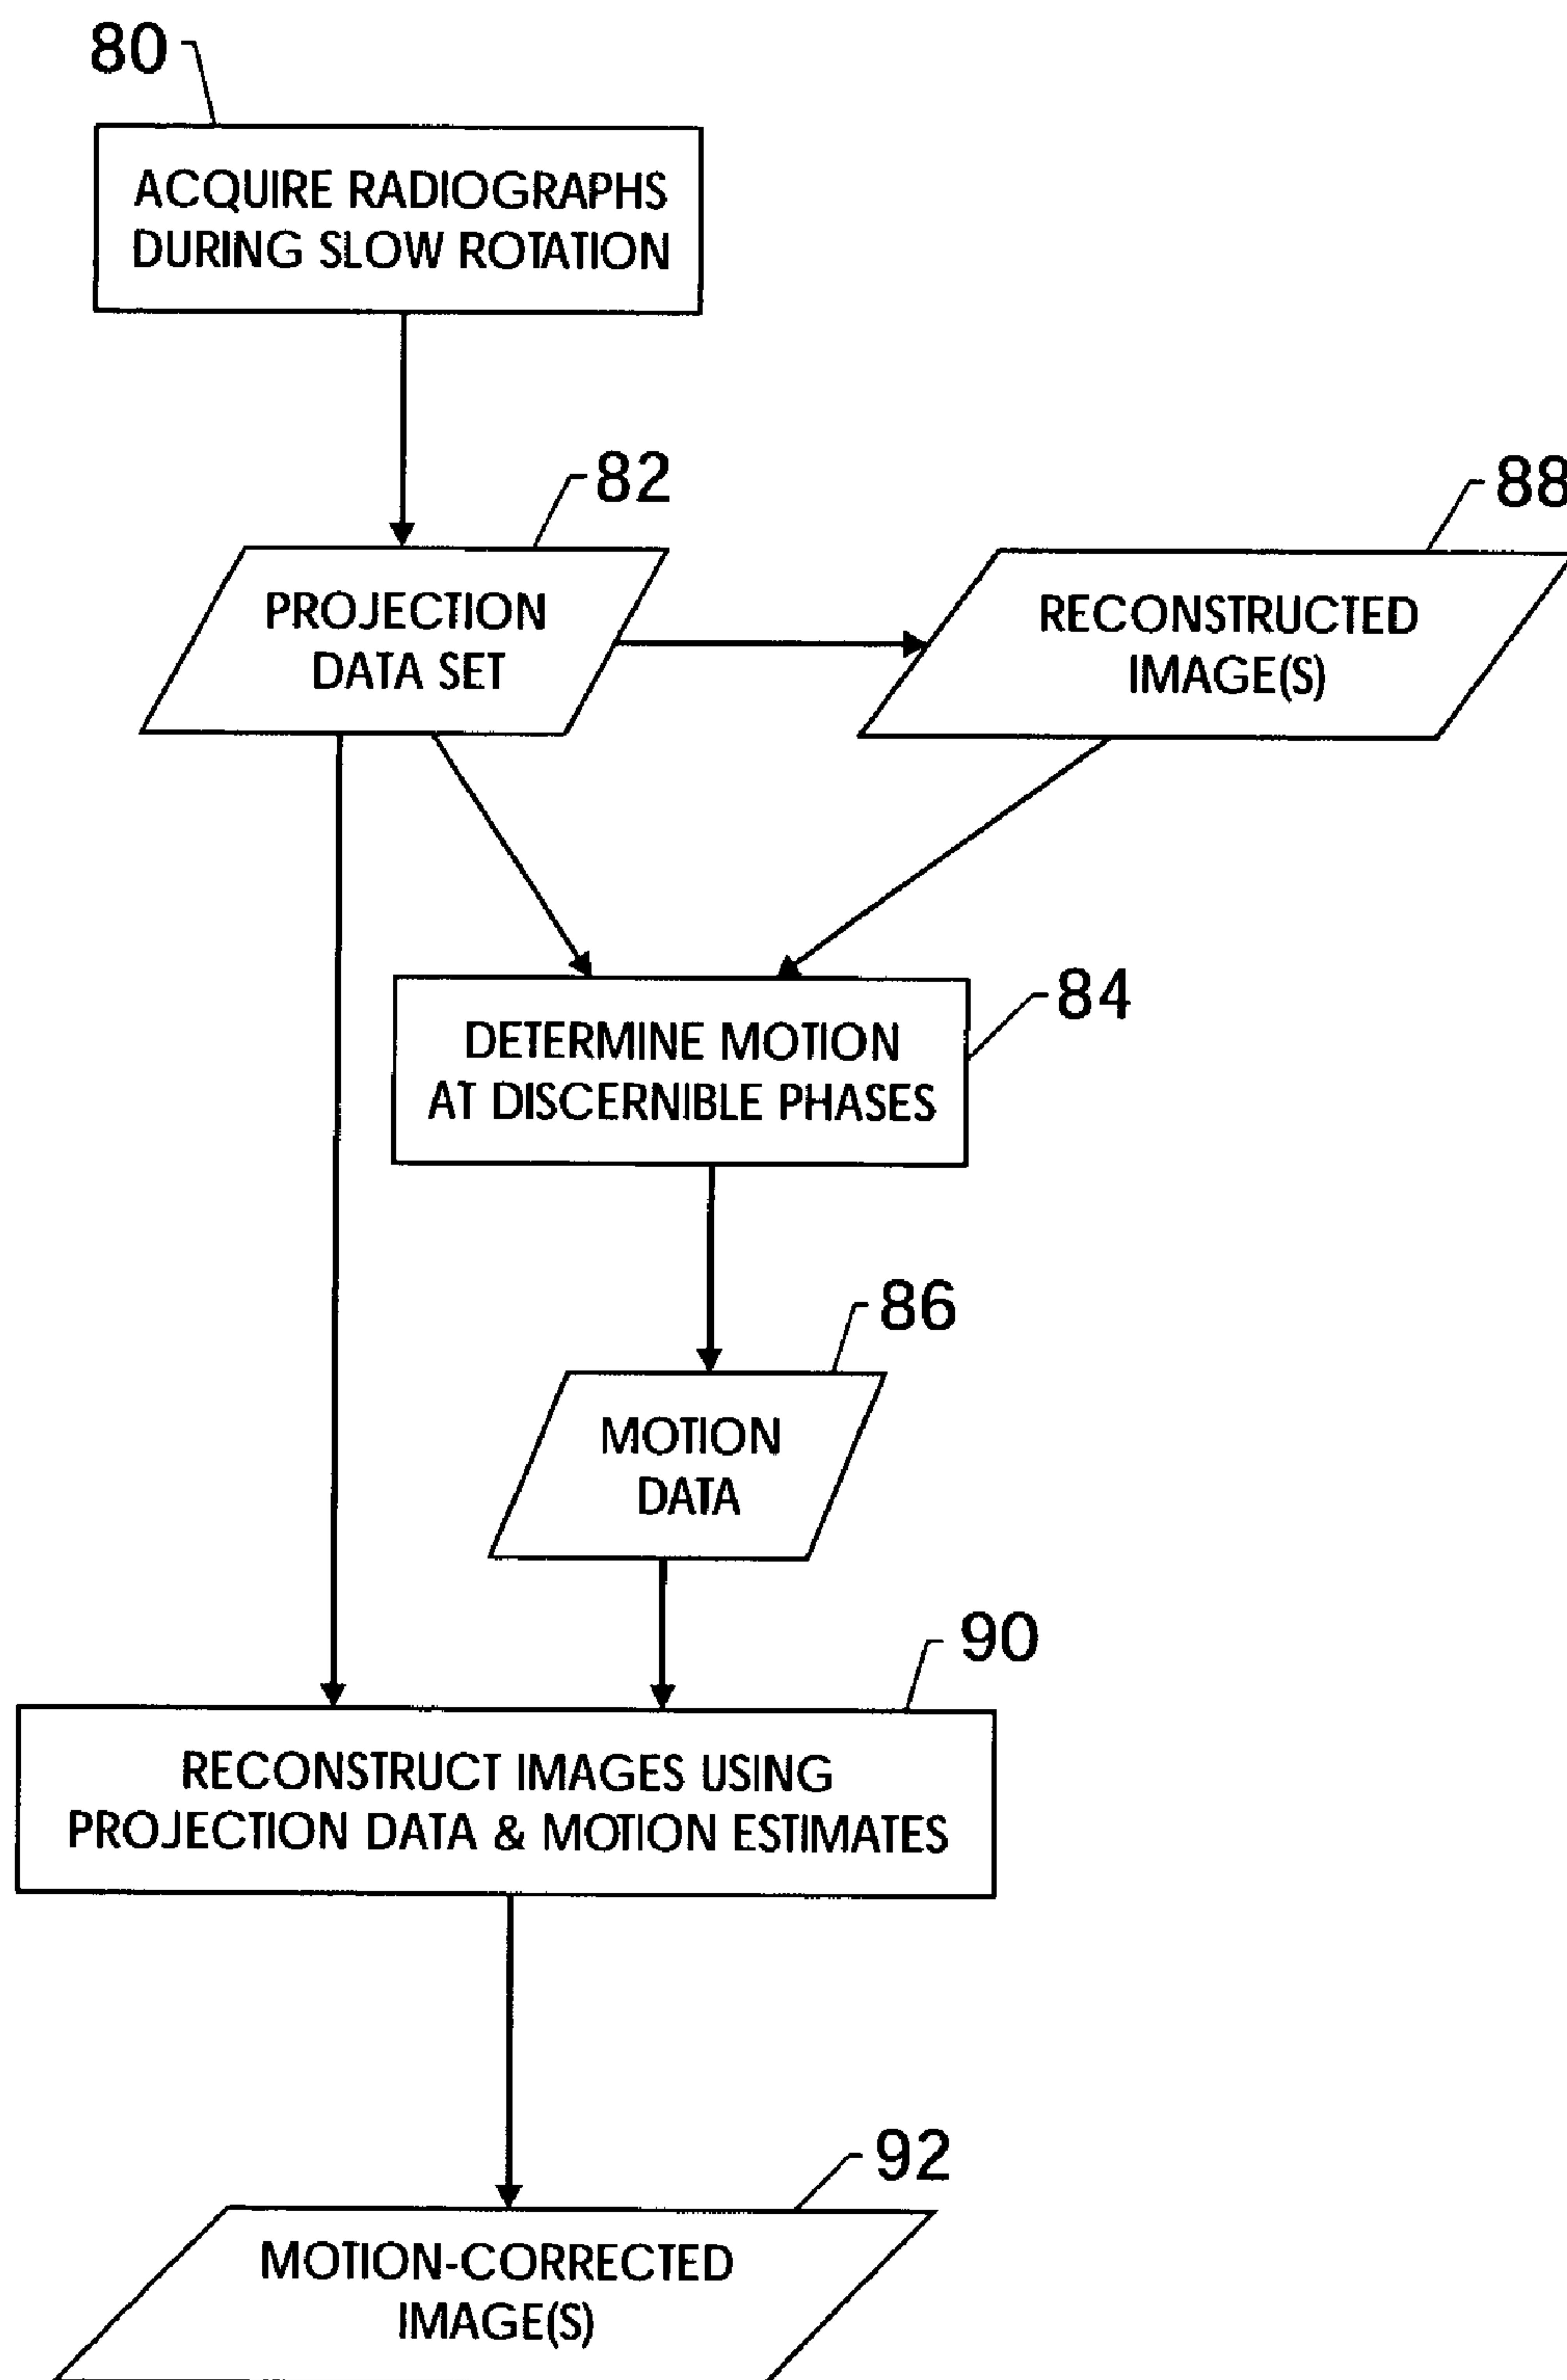 80
ACQUIRE RADIOGRAPHS
DURING SLOW ROTATION
82
PROJECTION
DATA SET
88
RECONSTRUCTED
IMAGE(S)
84
DETERMINE MOTION
AT DISCERNIBLE PHASES
86
MOTION
DATA
90
RECONSTRUCT IMAGES USING
PROJECTION DATA & MOTION ESTIMATES
92
MOTION-CORRECTED
IMAGE(S)